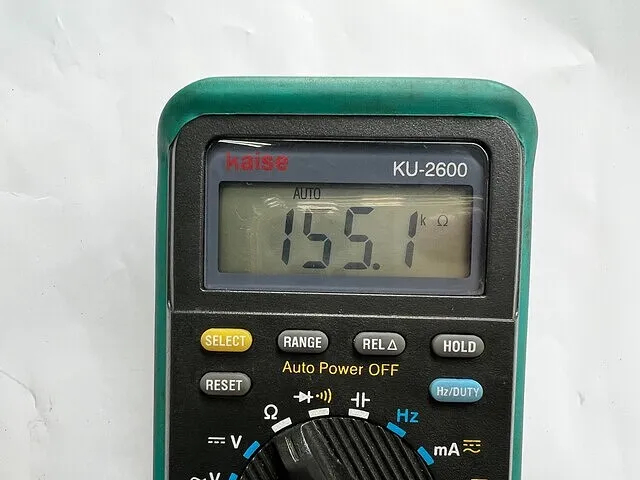 kaise KU-2600
AUTO
155.1 k Ω
SELECT RANGE REL△ HOLD
Auto Power OFF
RESET Hz/DUTY
Ω Hz
V mA
V